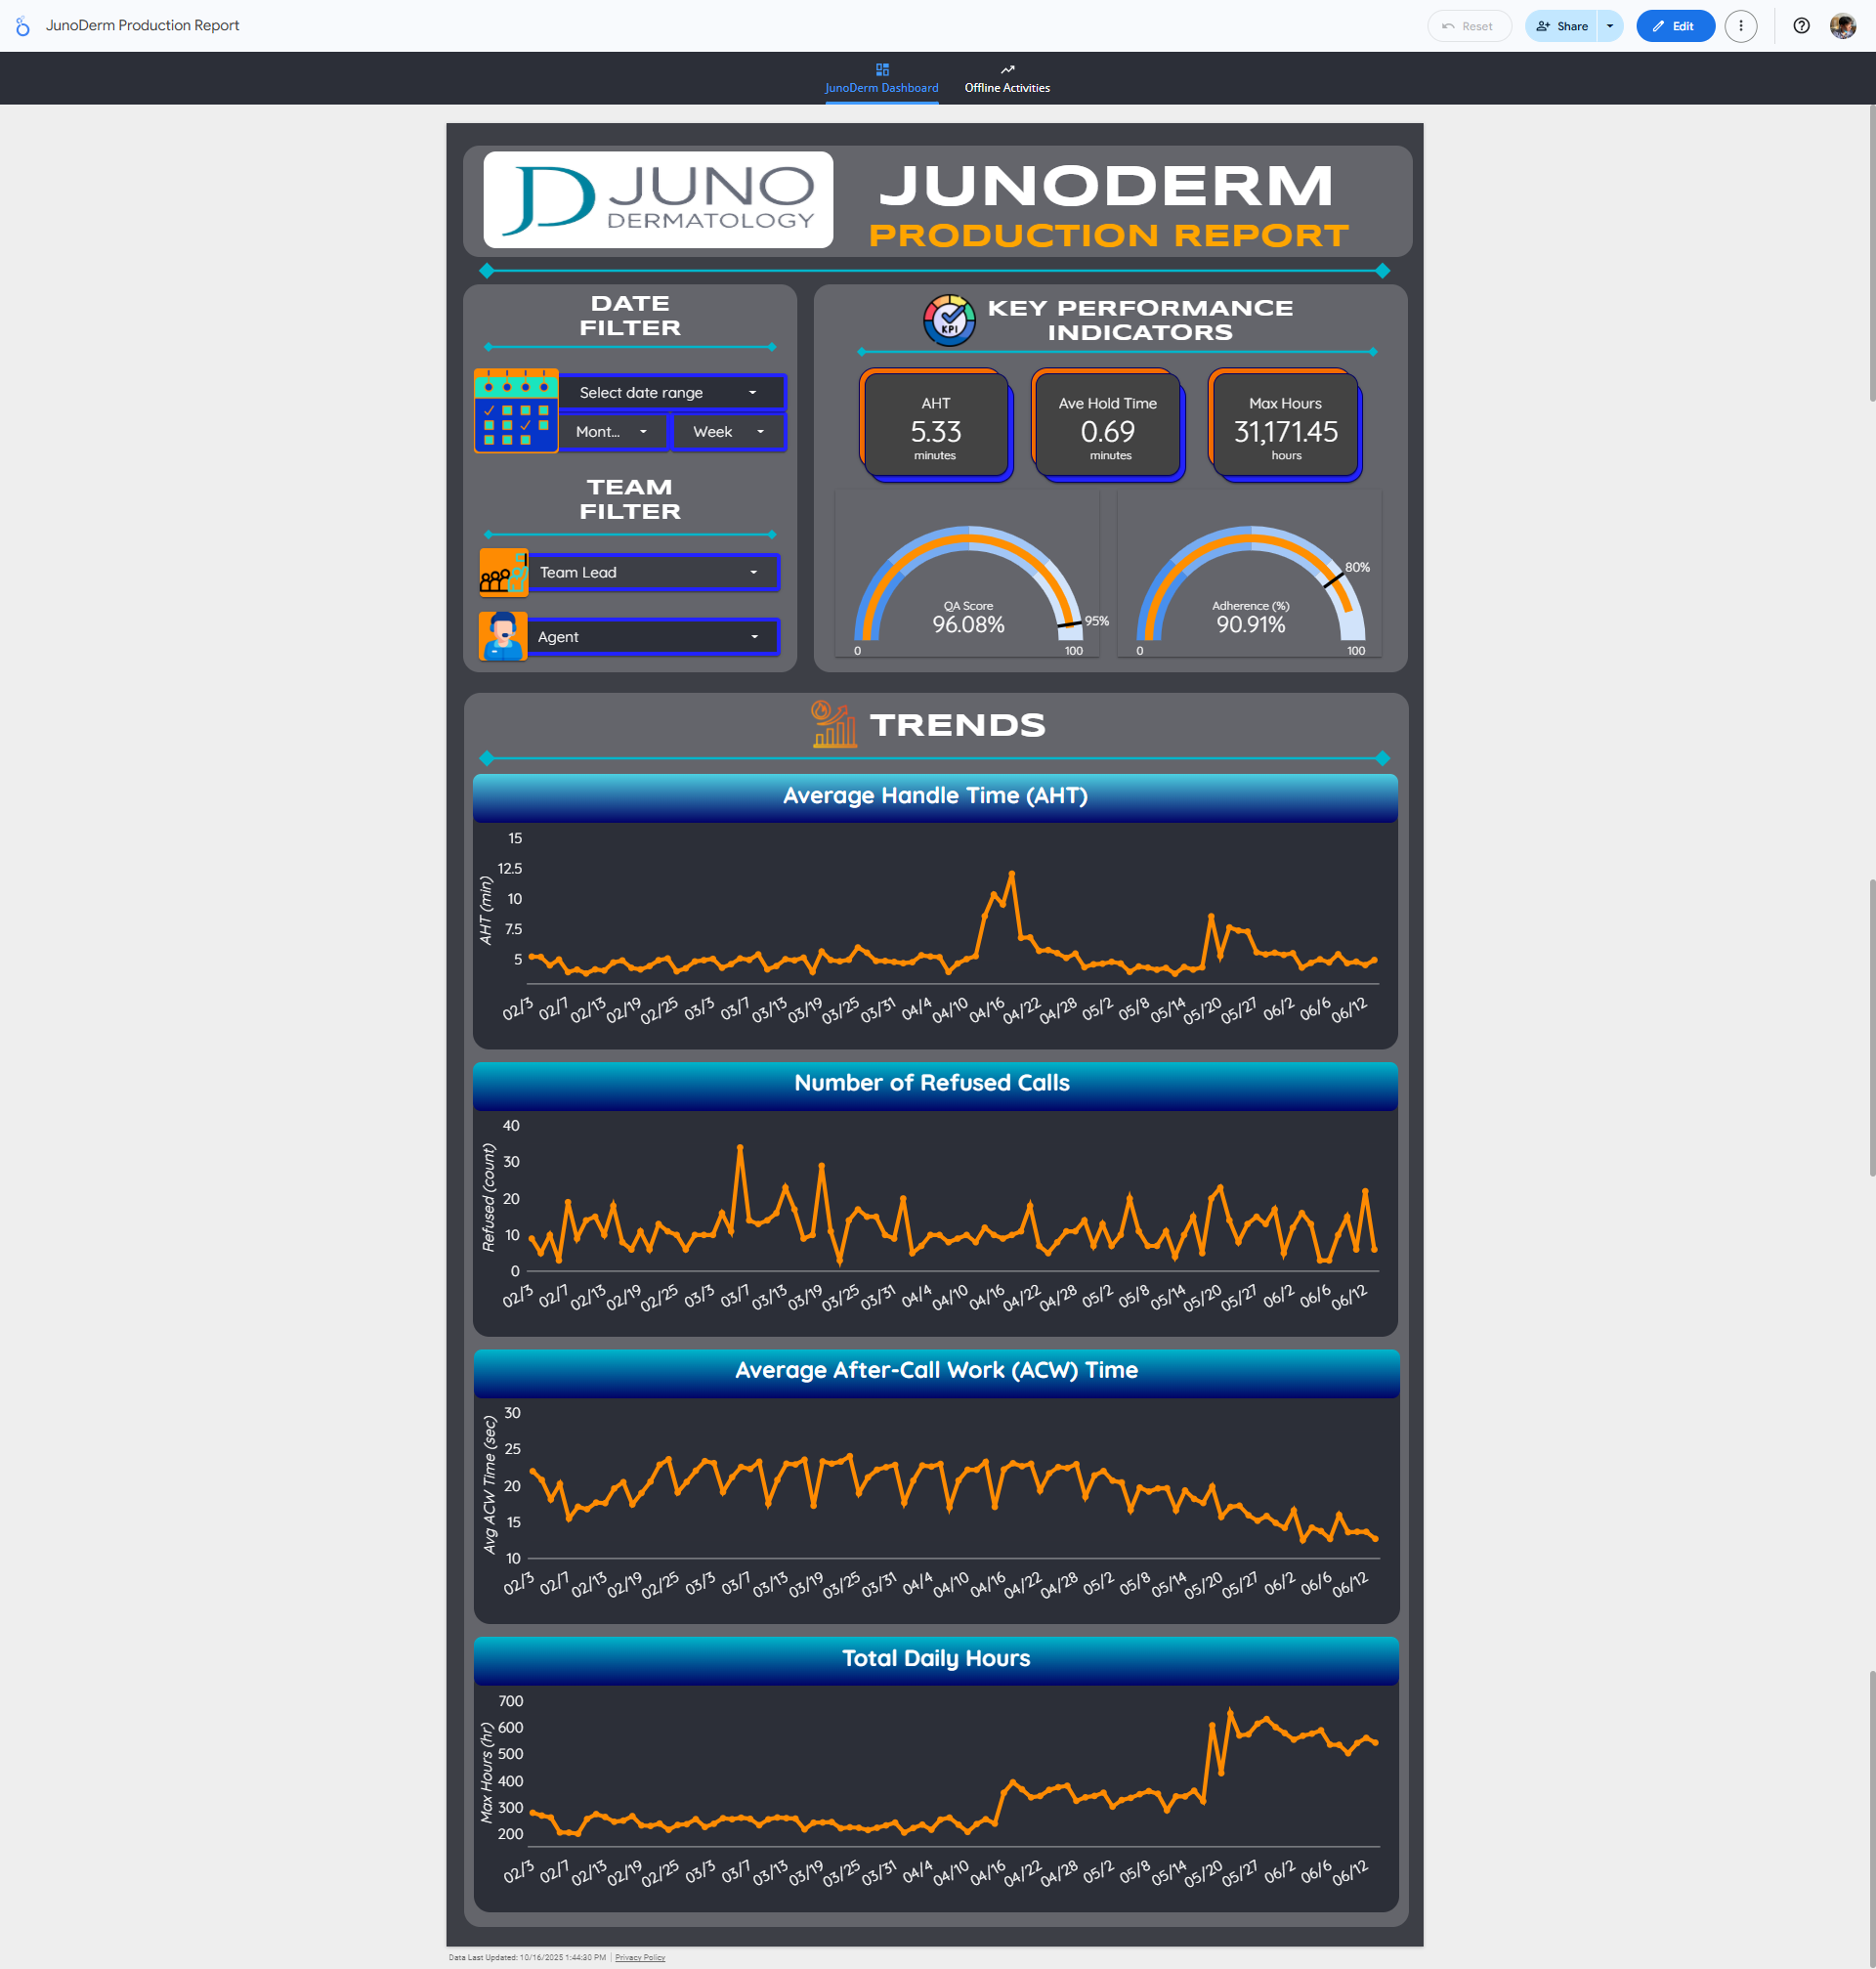 JunoDerm Production Report
Reset
Share
Edit
JunoDerm Dashboard
Offline Activities
JD JUNO
DERMATOLOGY
JUNODERM
PRODUCTION REPORT
DATE
FILTER
Select date range
Mont...
Week
TEAM
FILTER
Team Lead
Agent
KPI
KEY PERFORMANCE
INDICATORS
AHT
5.33
minutes
Ave Hold Time
0.69
minutes
Max Hours
31,171.45
hours
QA Score
96.08%
95%
0
100
Adherence (%)
90.91%
80%
0
100
TRENDS
Average Handle Time (AHT)
AHT (min)
15
12.5
10
7.5
5
02/3 02/7 02/13 02/19 02/25 03/3 03/7 03/13 03/19 03/25 03/31 04/4 04/10 04/16 04/22 04/28 05/2 05/8 05/14 05/20 05/27 06/2 06/6 06/12
Number of Refused Calls
Refused (count)
40
30
20
10
0
02/3 02/7 02/13 02/19 02/25 03/3 03/7 03/13 03/19 03/25 03/31 04/4 04/10 04/16 04/22 04/28 05/2 05/8 05/14 05/20 05/27 06/2 06/6 06/12
Average After-Call Work (ACW) Time
Avg ACW Time (sec)
30
25
20
15
10
02/3 02/7 02/13 02/19 02/25 03/3 03/7 03/13 03/19 03/25 03/31 04/4 04/10 04/16 04/22 04/28 05/2 05/8 05/14 05/20 05/27 06/2 06/6 06/12
Total Daily Hours
Max Hours (hr)
700
600
500
400
300
200
02/3 02/7 02/13 02/19 02/25 03/3 03/7 03/13 03/19 03/25 03/31 04/4 04/10 04/16 04/22 04/28 05/2 05/8 05/14 05/20 05/27 06/2 06/6 06/12
Data Last Updated: 10/16/2025 1:44:30 PM | Privacy Policy